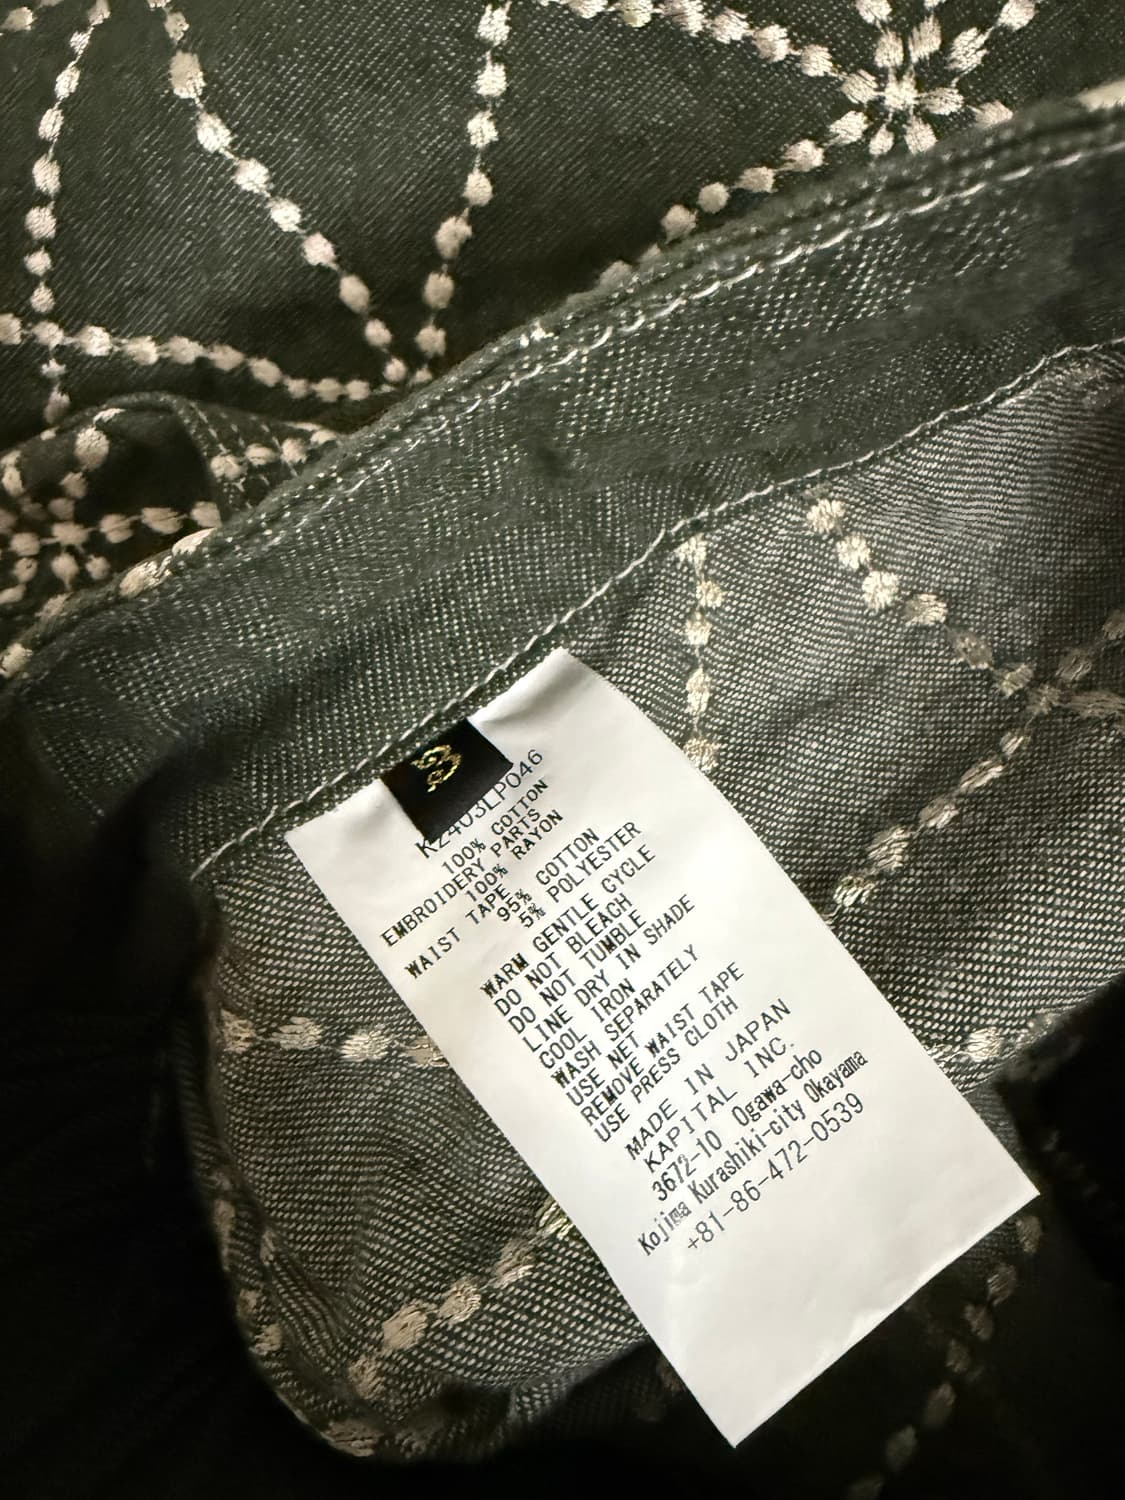 3
K2403LP046
100% COTTON
EMBROIDERY PARTS
100% RAYON
WAIST TAPE
95% COTTON
5% POLYESTER
WARM GENTLE CYCLE
DO NOT BLEACH
DO NOT TUMBLE
LINE DRY IN SHADE
COOL IRON
WASH SEPARATELY
USE NET
REMOVE WAIST TAPE
USE PRESS CLOTH
MADE IN JAPAN
KAPITAL INC.
3672-10 Ogawa-cho
Kojima Kurashiki-city Okayama
+81-86-472-0539